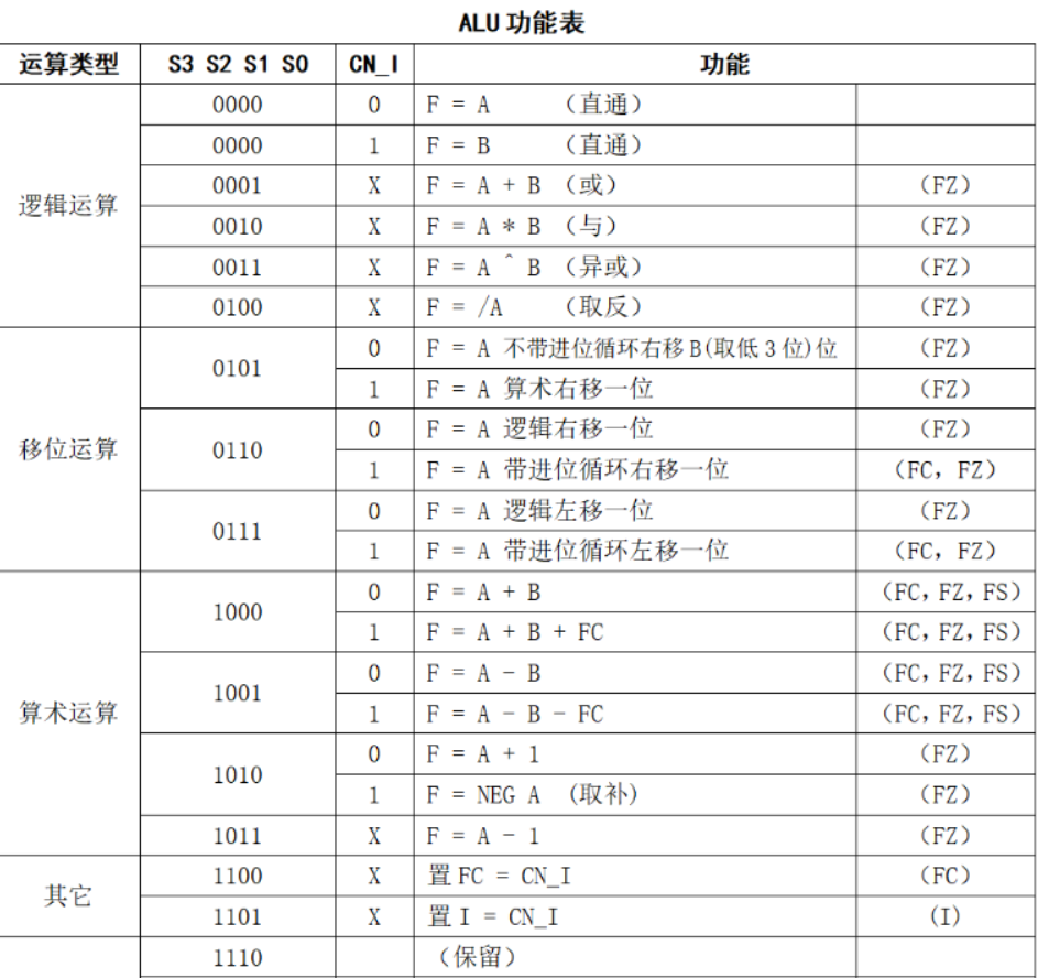 ALU 功能表
运算类型 S3 S2 S1 S0 CN_I 功能
逻辑运算
0000 0 F = A （直通）
0000 1 F = B （直通）
0001 X F = A + B （或） （FZ）
0010 X F = A * B （与） （FZ）
0011 X F = A ^ B （异或） （FZ）
0100 X F = /A （取反） （FZ）
移位运算
0101 0 F = A 不带进位循环右移 B(取低 3 位)位 （FZ）
1 F = A 算术右移一位 （FZ）
0110 0 F = A 逻辑右移一位 （FZ）
1 F = A 带进位循环右移一位 （FC, FZ）
0111 0 F = A 逻辑左移一位 （FZ）
1 F = A 带进位循环左移一位 （FC, FZ）
算术运算
1000 0 F = A + B （FC, FZ, FS）
1 F = A + B + FC （FC, FZ, FS）
1001 0 F = A - B （FC, FZ, FS）
1 F = A - B - FC （FC, FZ, FS）
1010 0 F = A + 1 （FZ）
1 F = NEG A （取补） （FZ）
1011 X F = A - 1 （FZ）
其它
1100 X 置 FC = CN_I （FC）
1101 X 置 I = CN_I （I）
1110 （保留）